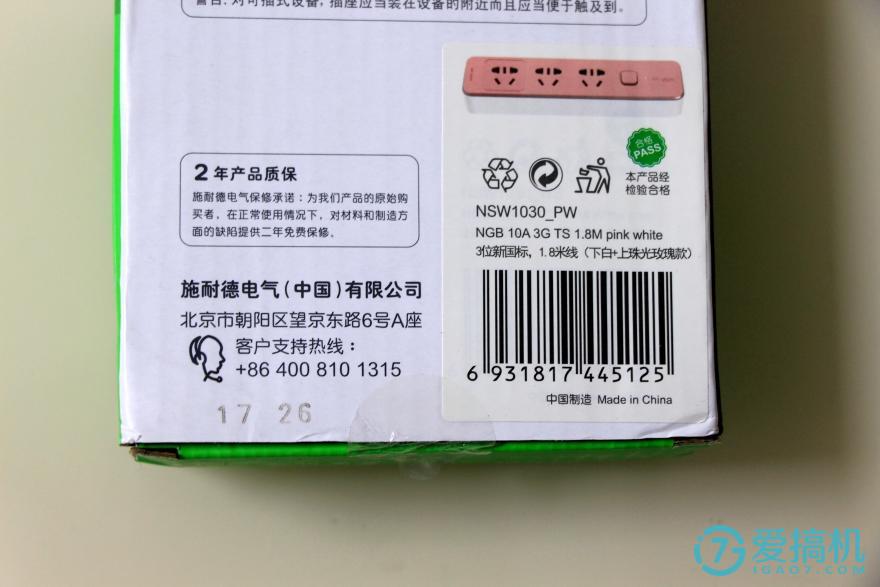 警告: 对可插式设备, 插座应当装在设备的附近而且应当便于触及到.
合格
PASS
本产品经
检验合格
2年产品质保
施耐德电气保修承诺：为我们产品的原始购
买者，在正常使用情况下，对材料和制造方
面的缺陷提供二年免费保修。
NSW1030_PW
NGB 10A 3G TS 1.8M pink white
3位新国标，1.8米线（下白+上珠光玫瑰款）
施耐德电气(中国)有限公司
北京市朝阳区望京东路6号A座
客户支持热线：
+86 400 810 1315
6 931817 445125
中国制造 Made in China
17 26
7 爱搞机
IGAO7.COM